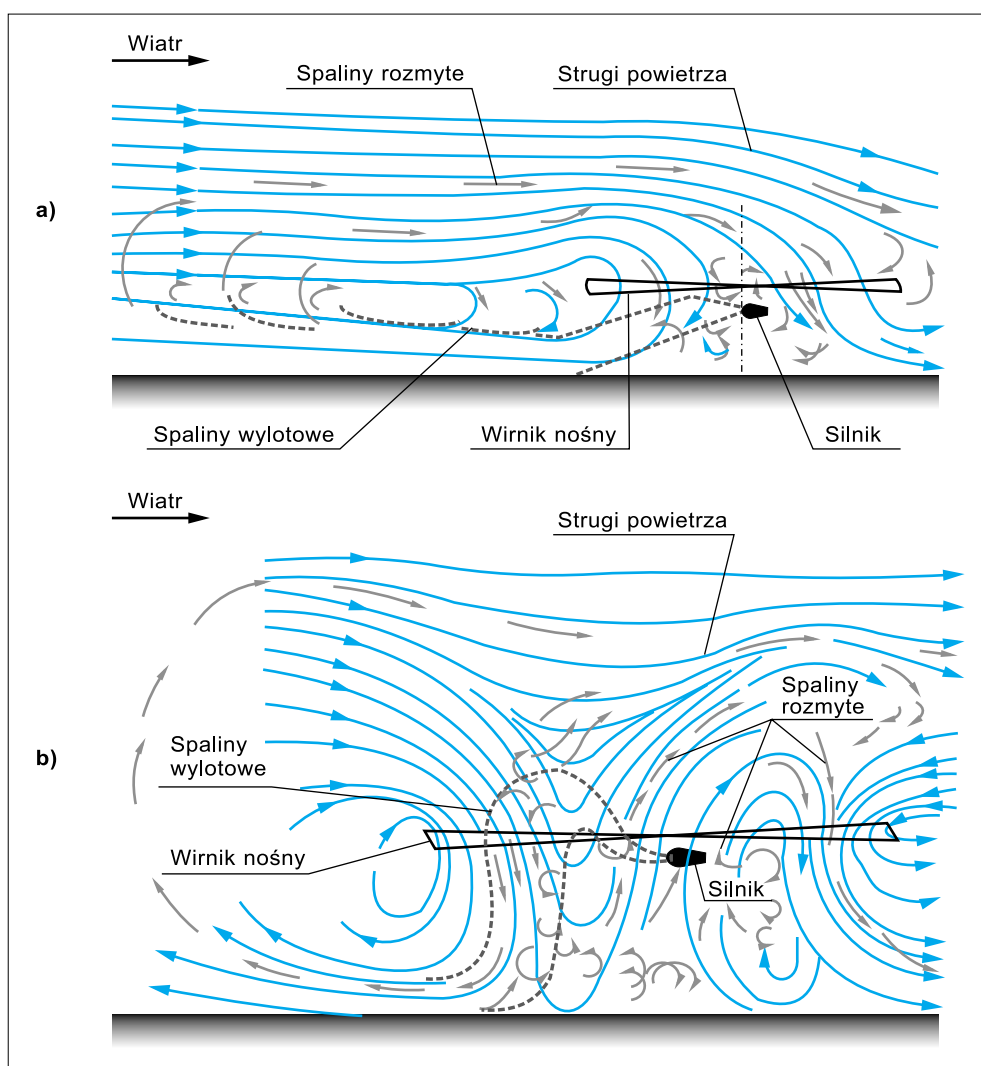 Wiatr
Spaliny rozmyte
Strugi powietrza
a)
Spaliny wylotowe
Wirnik nośny
Silnik
Wiatr
Strugi powietrza
Spaliny
rozmyte
Spaliny
wylotowe
b)
Wirnik nośny
Silnik